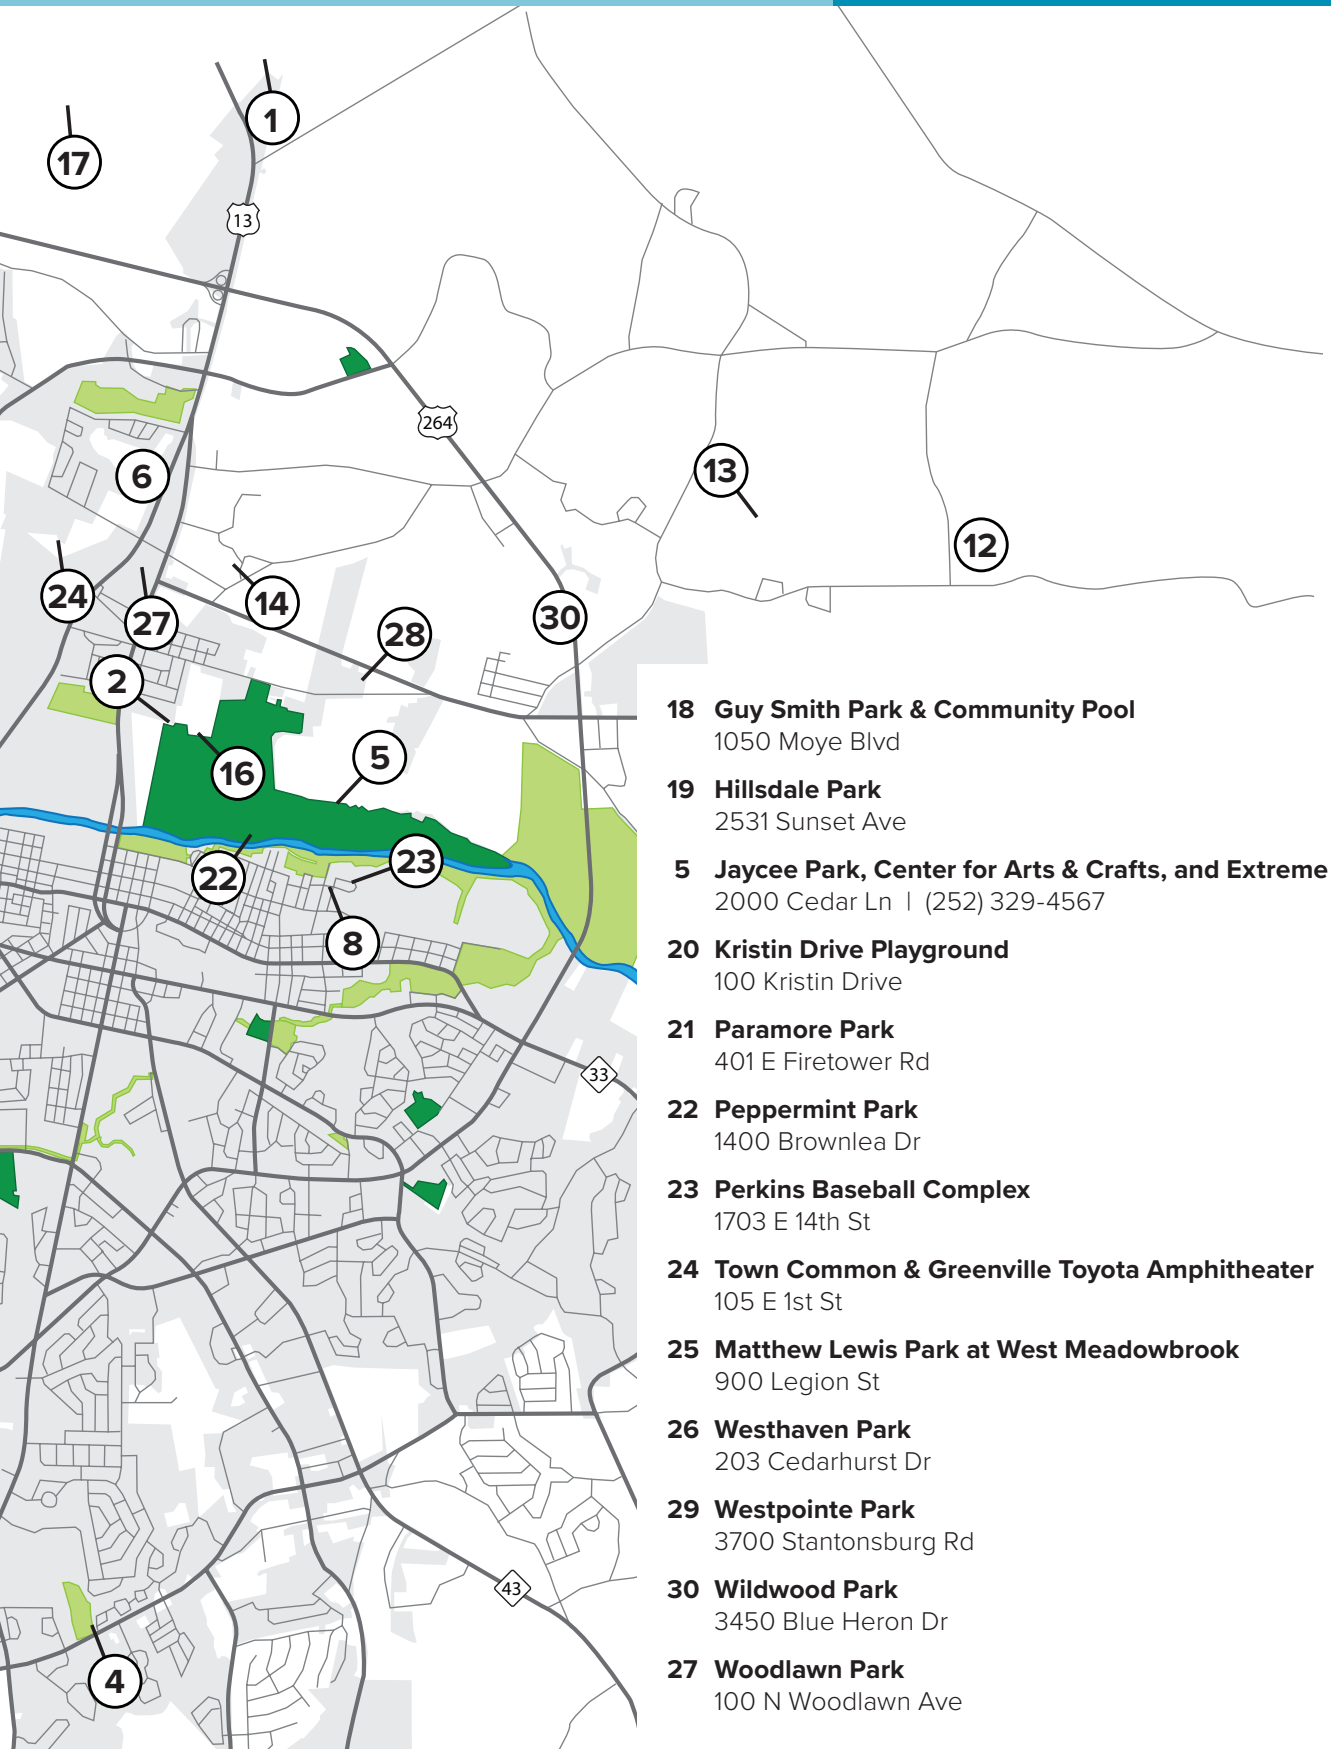 1
17
13
264
6
13
12
24
14
27
30
28
2
5
16
23
22
8
33
43
4
18 Guy Smith Park & Community Pool
1050 Moye Blvd
19 Hillsdale Park
2531 Sunset Ave
5 Jaycee Park, Center for Arts & Crafts, and Extreme
2000 Cedar Ln | (252) 329-4567
20 Kristin Drive Playground
100 Kristin Drive
21 Paramore Park
401 E Firetower Rd
22 Peppermint Park
1400 Brownlea Dr
23 Perkins Baseball Complex
1703 E 14th St
24 Town Common & Greenville Toyota Amphitheater
105 E 1st St
25 Matthew Lewis Park at West Meadowbrook
900 Legion St
26 Westhaven Park
203 Cedarhurst Dr
29 Westpointe Park
3700 Stantonsburg Rd
30 Wildwood Park
3450 Blue Heron Dr
27 Woodlawn Park
100 N Woodlawn Ave